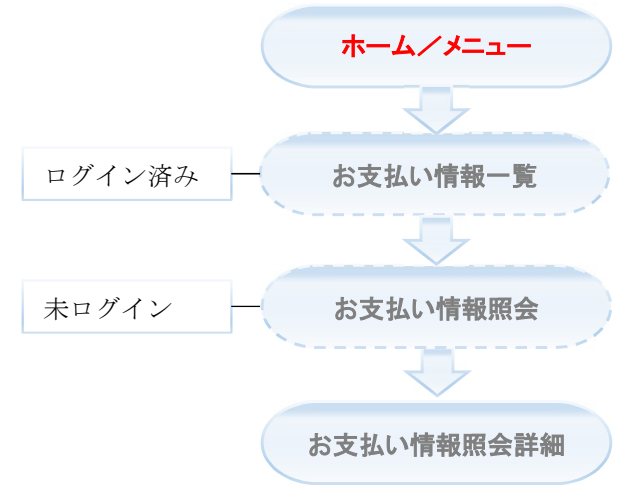 ホーム／メニュー
ログイン済み
お支払い情報一覧
未ログイン
お支払い情報照会
お支払い情報照会詳細